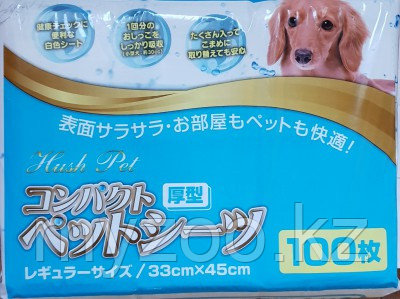 健康チェックに
便利な
白色シート
1回分の
おしっこを
しっかり吸収
たくさん入って
こまめに
取り替えても安心
表面サラサラ・お部屋もペットも快適!
Hush Pet
コンパクト 厚型
ペットシーツ
100枚
レギュラーサイズ/33cm×45cm
myzoo.kz